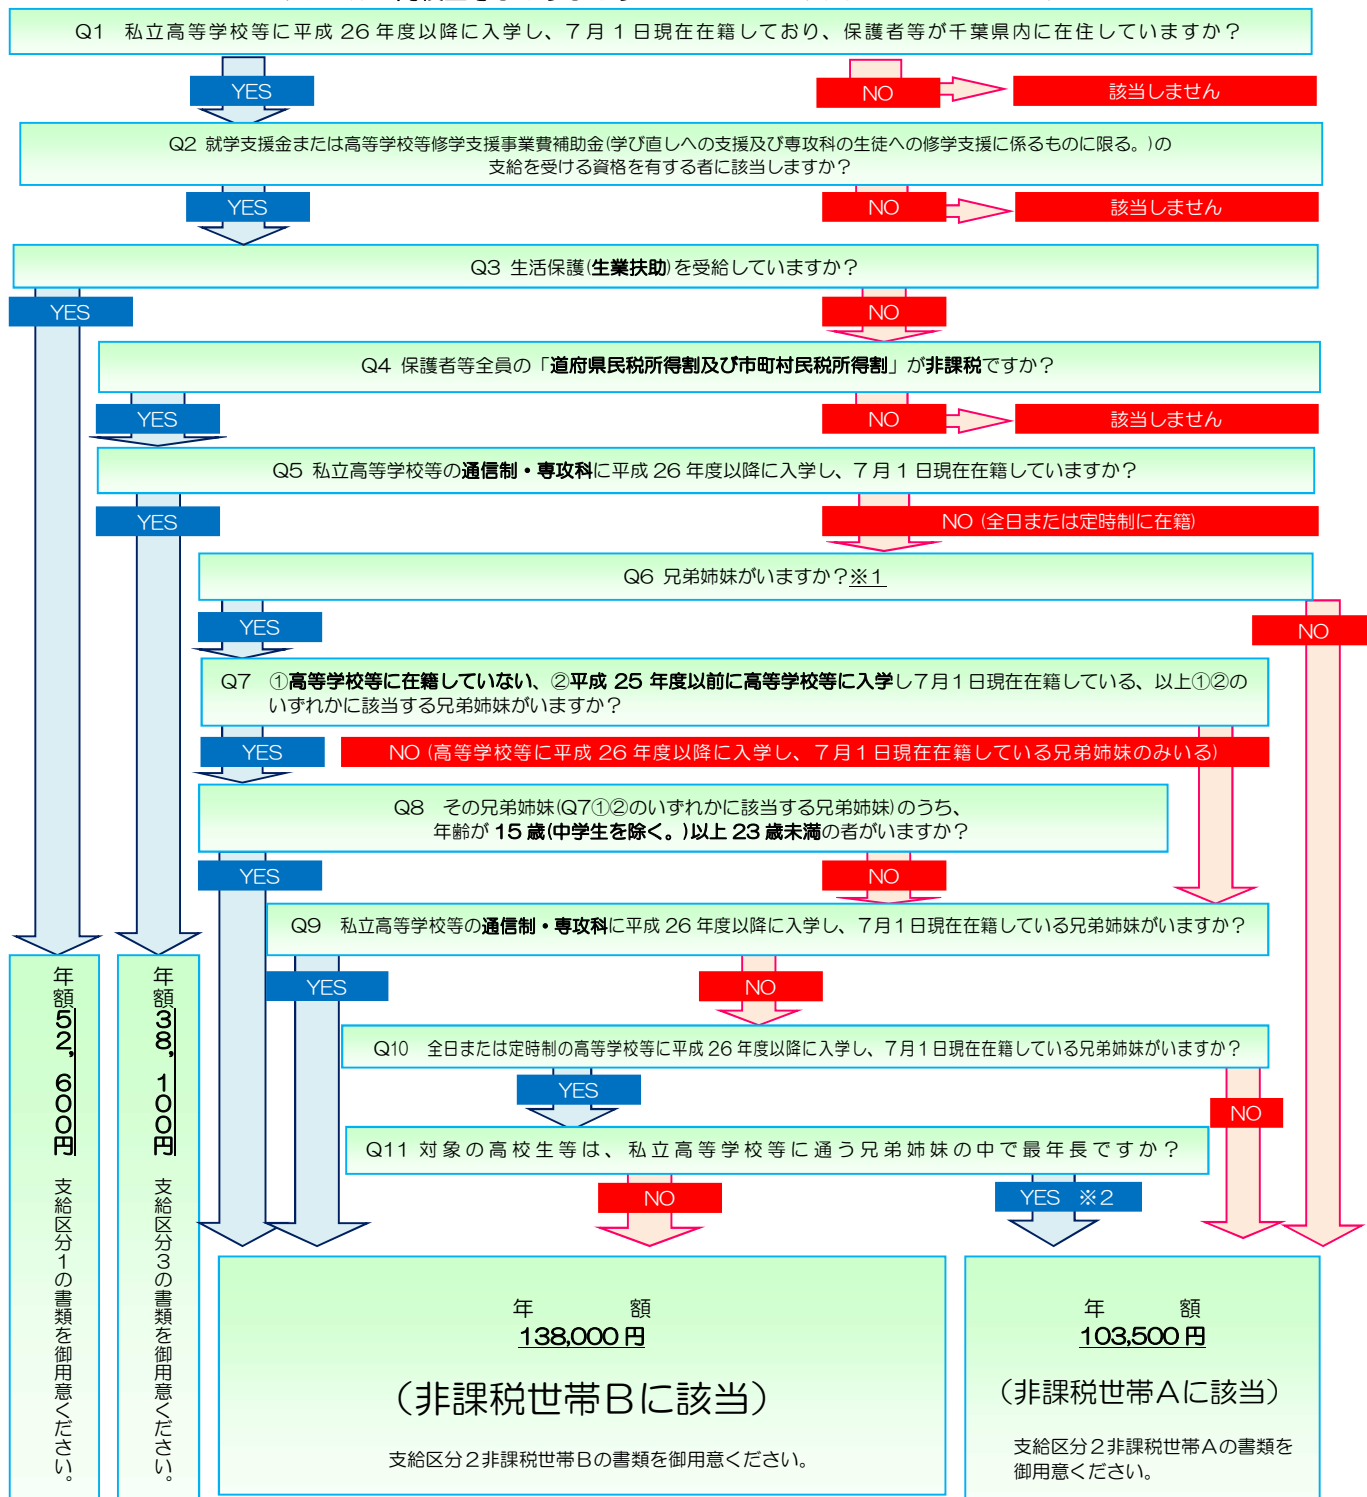 Q1　私立高等学校等に平成 26 年度以降に入学し、７月１日現在在籍しており、保護者等が千葉県内に在住していますか？
YES
NO
該当しません
Q2 就学支援金または高等学校等修学支援事業費補助金(学び直しへの支援及び専攻科の生徒への修学支援に係るものに限る。)の
支給を受ける資格を有する者に該当しますか？
YES
NO
該当しません
Q3 生活保護(生業扶助)を受給していますか？
YES
NO
Q4 保護者等全員の「道府県民税所得割及び市町村民税所得割」が非課税ですか？
YES
NO
該当しません
Q5 私立高等学校等の通信制・専攻科に平成 26 年度以降に入学し、７月１日現在在籍していますか？
YES
NO (全日または定時制に在籍)
Q6 兄弟姉妹がいますか？※１
YES
NO
Q7　①高等学校等に在籍していない、②平成 25 年度以前に高等学校等に入学し７月１日現在在籍している、以上①②の
いずれかに該当する兄弟姉妹がいますか？
YES
NO (高等学校等に平成 26 年度以降に入学し、７月１日現在在籍している兄弟姉妹のみいる)
Q8　その兄弟姉妹(Q7①②のいずれかに該当する兄弟姉妹)のうち、
年齢が 15 歳(中学生を除く。)以上 23 歳未満の者がいますか？
YES
NO
Q9　私立高等学校等の通信制・専攻科に平成 26 年度以降に入学し、７月１日現在在籍している兄弟姉妹がいますか？
YES
NO
Q10　全日または定時制の高等学校等に平成 26 年度以降に入学し、７月１日現在在籍している兄弟姉妹がいますか？
YES
NO
Q11 対象の高校生等は、私立高等学校等に通う兄弟姉妹の中で最年長ですか？
NO
YES ※２
年額５２，６００円　支給区分１の書類を御用意ください。
年額３８，１００円　支給区分３の書類を御用意ください。
年　額
138,000 円
（非課税世帯Ｂに該当）
支給区分２非課税世帯Ｂの書類を御用意ください。
年　額
103,500 円
（非課税世帯Ａに該当）
支給区分２非課税世帯Ａの書類を
御用意ください。